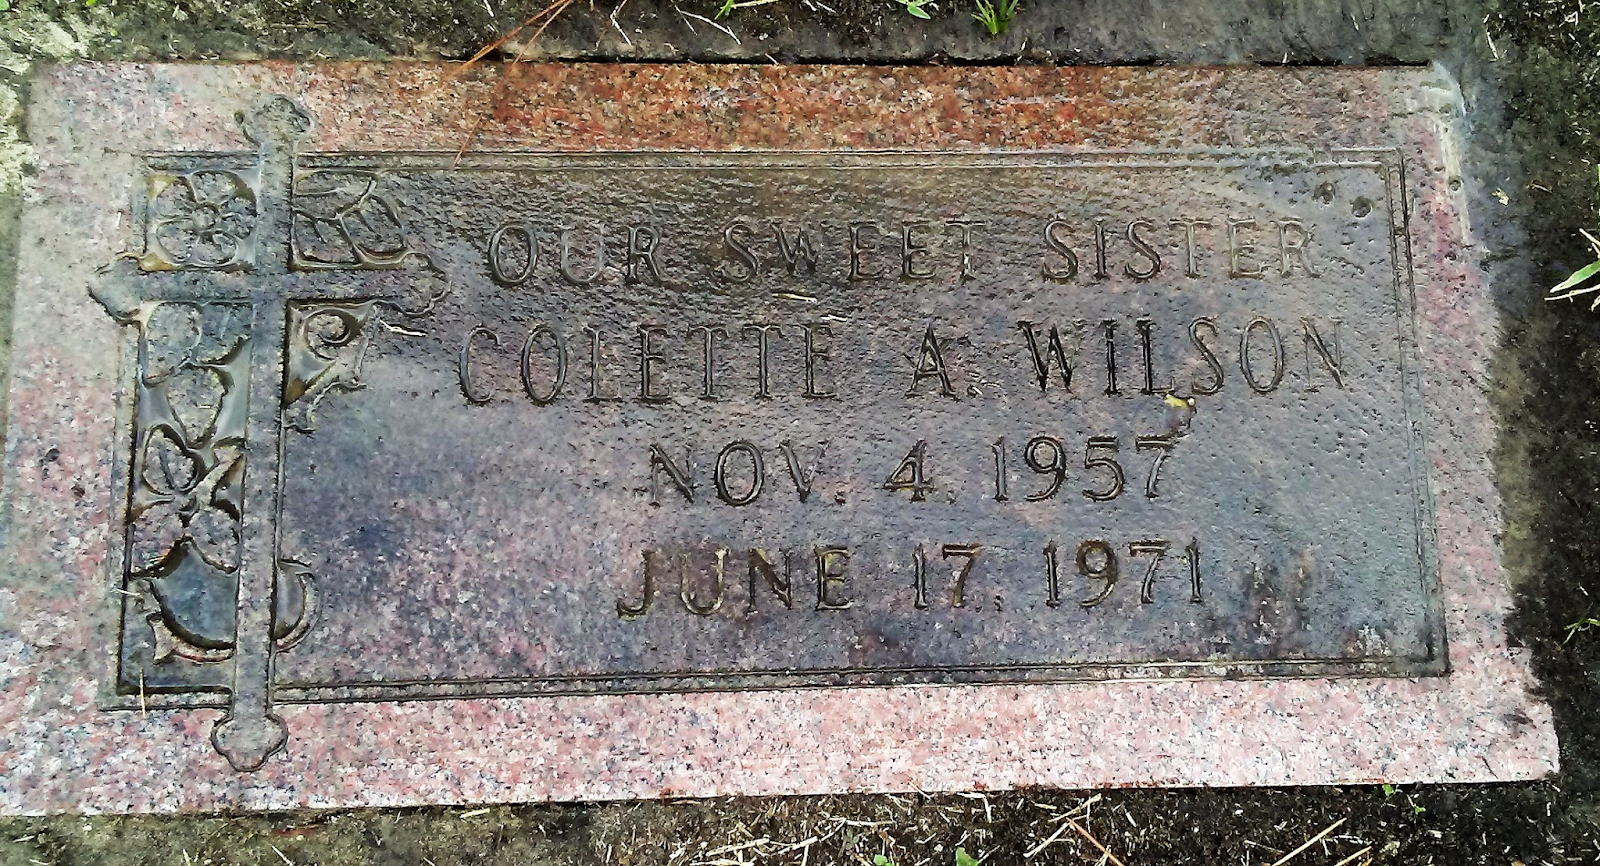 OUR SWEET SISTER
COLETTE A. WILSON
NOV. 4. 1957
JUNE 17. 1971